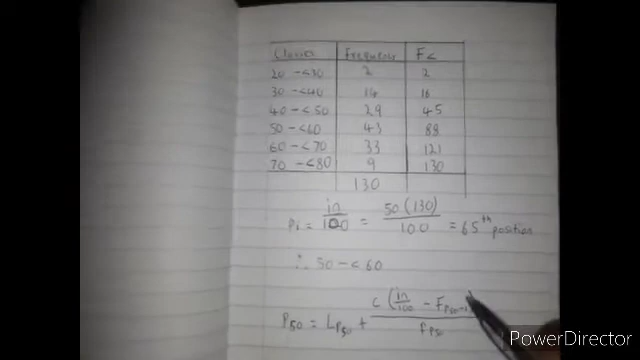 Classes Frequency F<
20 -<30 2 2
30 -<40 14 16
40 -<50 29 45
50 -<60 43 88
60 -<70 33 121
70 -<80 9 130
130
Pi = in/100 = 50(130)/100 = 65th position
∴ 50 -< 60
P50 = LP50 + C(in/100 - FP50-1)/fP50
PowerDirector